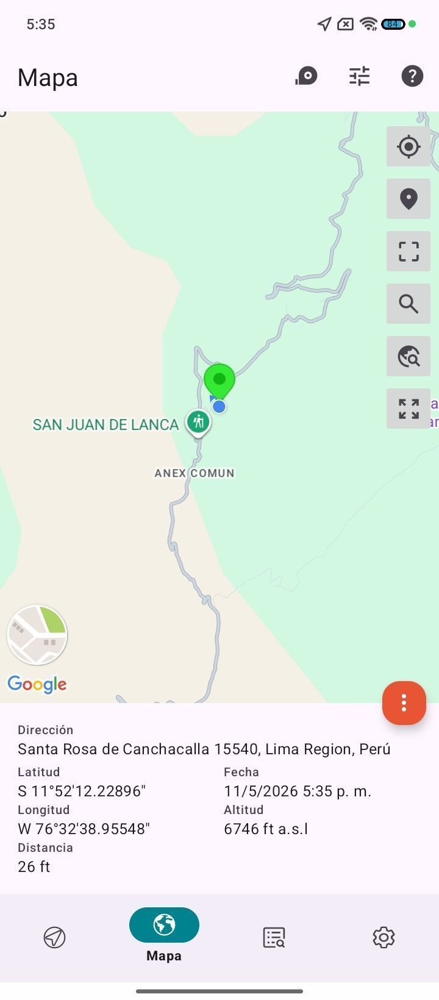 5:35
84
Mapa
SAN JUAN DE LANCA
ANEX COMUN
Google
Dirección
Santa Rosa de Canchacalla 15540, Lima Region, Perú
Latitud
S 11°52'12.22896"
Fecha
11/5/2026 5:35 p. m.
Longitud
W 76°32'38.95548"
Altitud
6746 ft a.s.l
Distancia
26 ft
Mapa